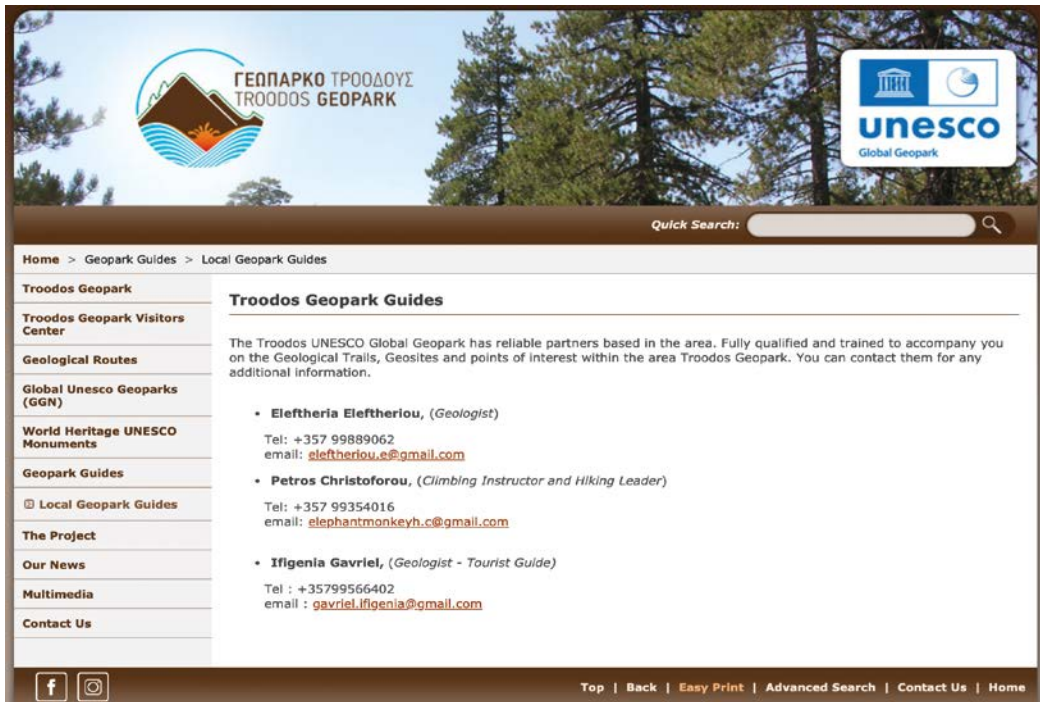 ΓΕΩΠΑΡΚΟ ΤΡΟΟΔΟΥΣ
TROODOS GEOPARK
unesco
Global Geopark
Quick Search:
Home > Geopark Guides > Local Geopark Guides
Troodos Geopark
Troodos Geopark Visitors
Center
Geological Routes
Global Unesco Geoparks
(GGN)
World Heritage UNESCO
Monuments
Geopark Guides
Local Geopark Guides
The Project
Our News
Multimedia
Contact Us
Troodos Geopark Guides
The Troodos UNESCO Global Geopark has reliable partners based in the area. Fully qualified and trained to accompany you
on the Geological Trails, Geosites and points of interest within the area Troodos Geopark. You can contact them for any
additional information.
• Eleftheria Eleftheriou, (Geologist)
Tel: +357 99889062
email: eleftheriou.e@gmail.com
• Petros Christoforou, (Climbing Instructor and Hiking Leader)
Tel: +357 99354016
email: elephantmonkeyh.c@gmail.com
• Ifigenia Gavriel, (Geologist - Tourist Guide)
Tel : +35799566402
email : gavriel.ifigenia@gmail.com
Top | Back | Easy Print | Advanced Search | Contact Us | Home